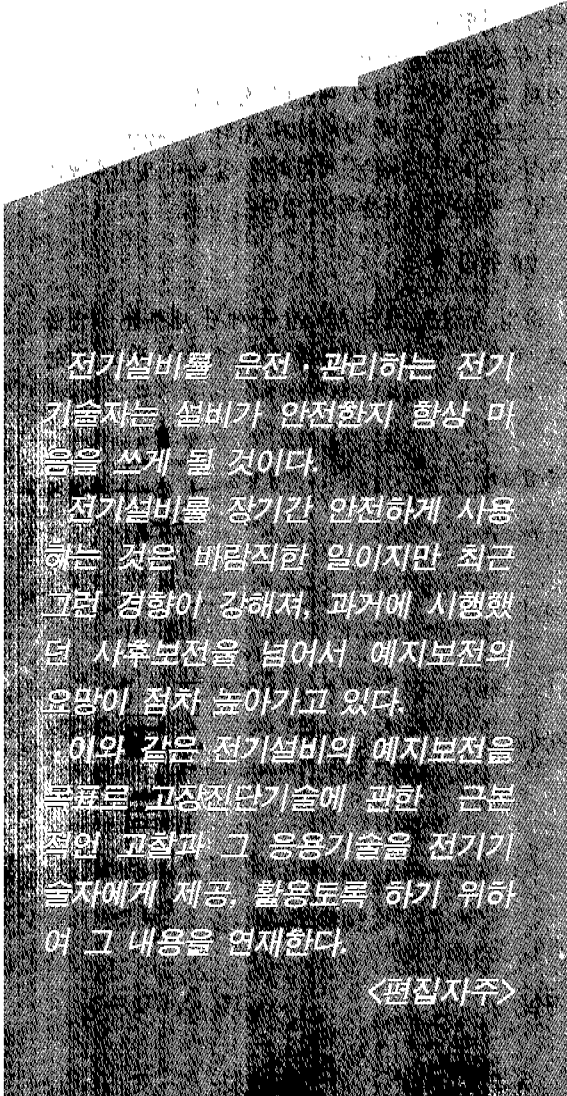 전기설비를 운전·관리하는 전기
기술자는 설비가 안전한지 항상 마
음을 쓰게 될 것이다.
전기설비를 장기간 안전하게 사용
하는 것은 바람직한 일이지만 최근
그런 경향이 강해져, 과거에 시행했
던 사후보전을 넘어서 예지보전의
요망이 점차 높아가고 있다.
이와 같은 전기설비의 예지보전을
목표로 고장진단기술에 관한 근본
적인 고찰과 그 응용기술을 전기기
술자에게 제공, 활용토록 하기 위하
여 그 내용을 연재한다.
<편집자주>